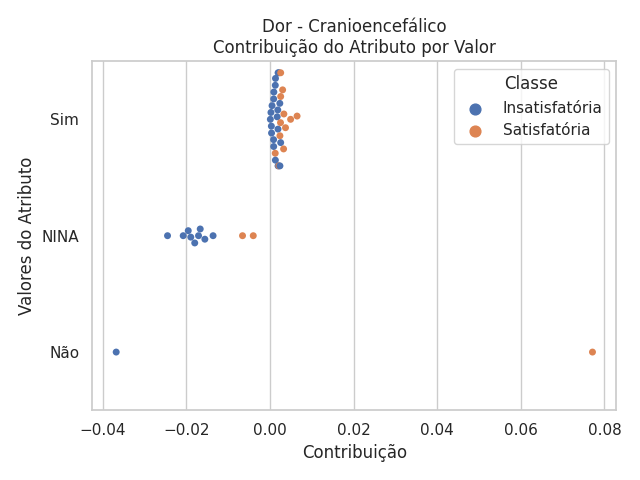 Dor - Cranioencefálico
Contribuição do Atributo por Valor
Classe
Insatisfatória
Satisfatória
Valores do Atributo
Sim
NINA
Não
−0.04 −0.02 0.00 0.02 0.04 0.06 0.08
Contribuição